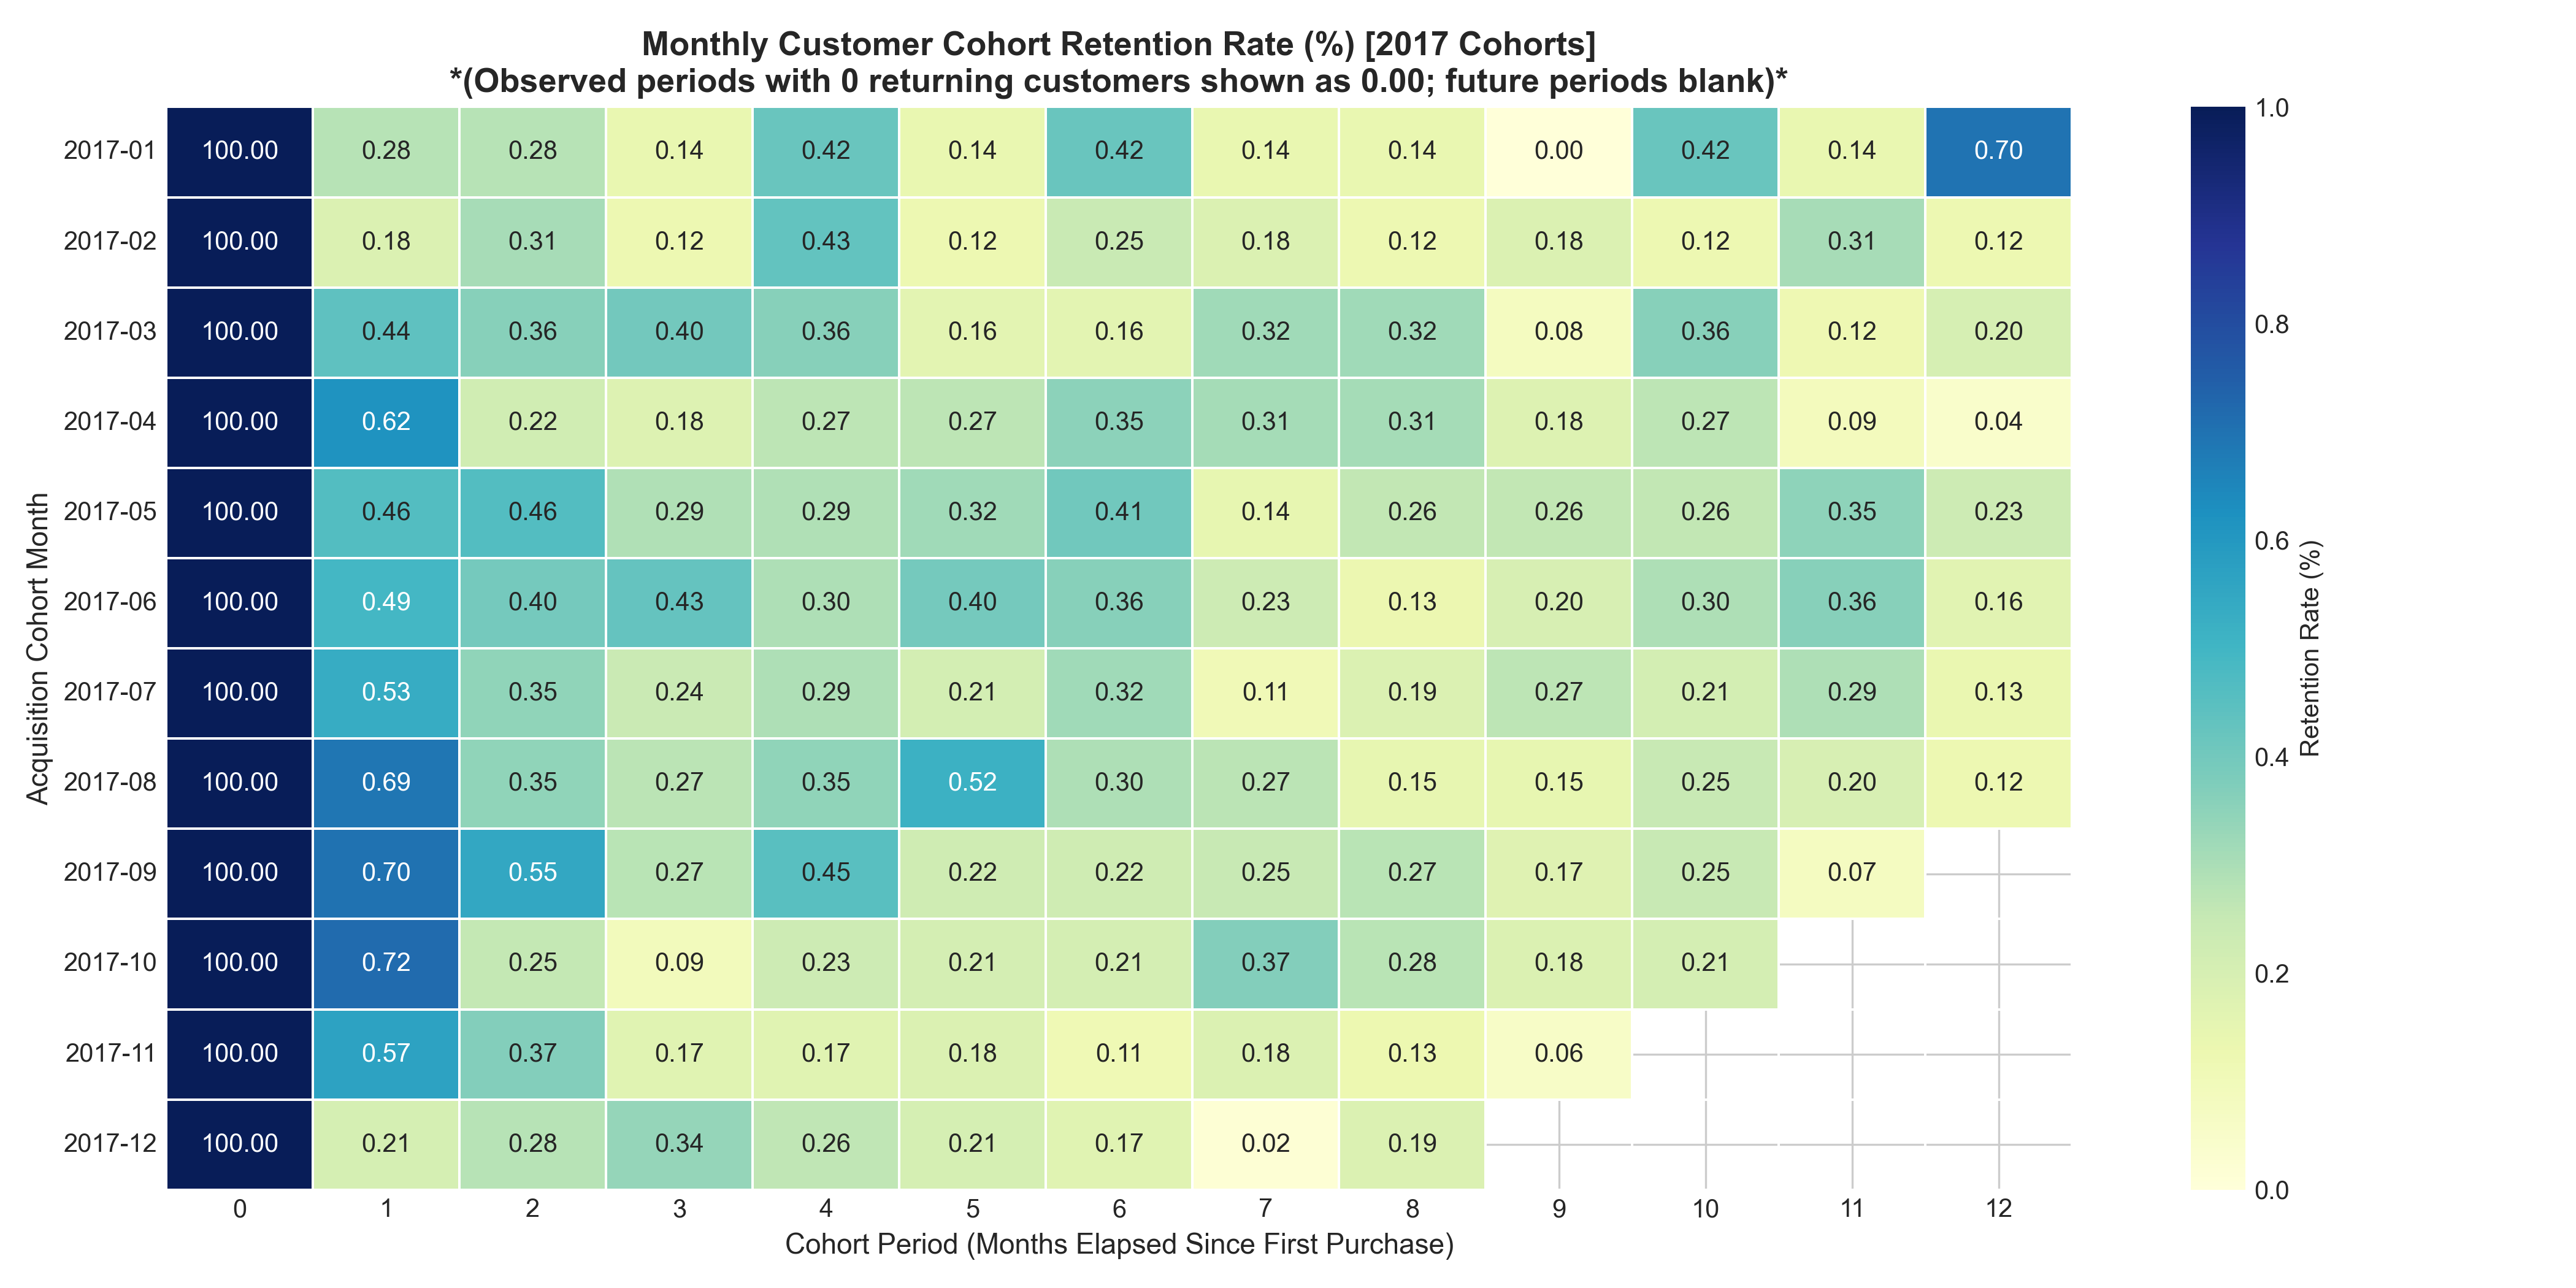 Monthly Customer Cohort Retention Rate (%) [2017 Cohorts]
*(Observed periods with 0 returning customers shown as 0.00; future periods blank)*
Acquisition Cohort Month
2017-01 100.00 0.28 0.28 0.14 0.42 0.14 0.42 0.14 0.14 0.00 0.42 0.14 0.70
2017-02 100.00 0.18 0.31 0.12 0.43 0.12 0.25 0.18 0.12 0.18 0.12 0.31 0.12
2017-03 100.00 0.44 0.36 0.40 0.36 0.16 0.16 0.32 0.32 0.08 0.36 0.12 0.20
2017-04 100.00 0.62 0.22 0.18 0.27 0.27 0.35 0.31 0.31 0.18 0.27 0.09 0.04
2017-05 100.00 0.46 0.46 0.29 0.29 0.32 0.41 0.14 0.26 0.26 0.26 0.35 0.23
2017-06 100.00 0.49 0.40 0.43 0.30 0.40 0.36 0.23 0.13 0.20 0.30 0.36 0.16
2017-07 100.00 0.53 0.35 0.24 0.29 0.21 0.32 0.11 0.19 0.27 0.21 0.29 0.13
2017-08 100.00 0.69 0.35 0.27 0.35 0.52 0.30 0.27 0.15 0.15 0.25 0.20 0.12
2017-09 100.00 0.70 0.55 0.27 0.45 0.22 0.22 0.25 0.27 0.17 0.25 0.07
2017-10 100.00 0.72 0.25 0.09 0.23 0.21 0.21 0.37 0.28 0.18 0.21
2017-11 100.00 0.57 0.37 0.17 0.17 0.18 0.11 0.18 0.13 0.06
2017-12 100.00 0.21 0.28 0.34 0.26 0.21 0.17 0.02 0.19
0 1 2 3 4 5 6 7 8 9 10 11 12
Cohort Period (Months Elapsed Since First Purchase)
1.0
0.8
0.6
0.4
0.2
0.0
Retention Rate (%)